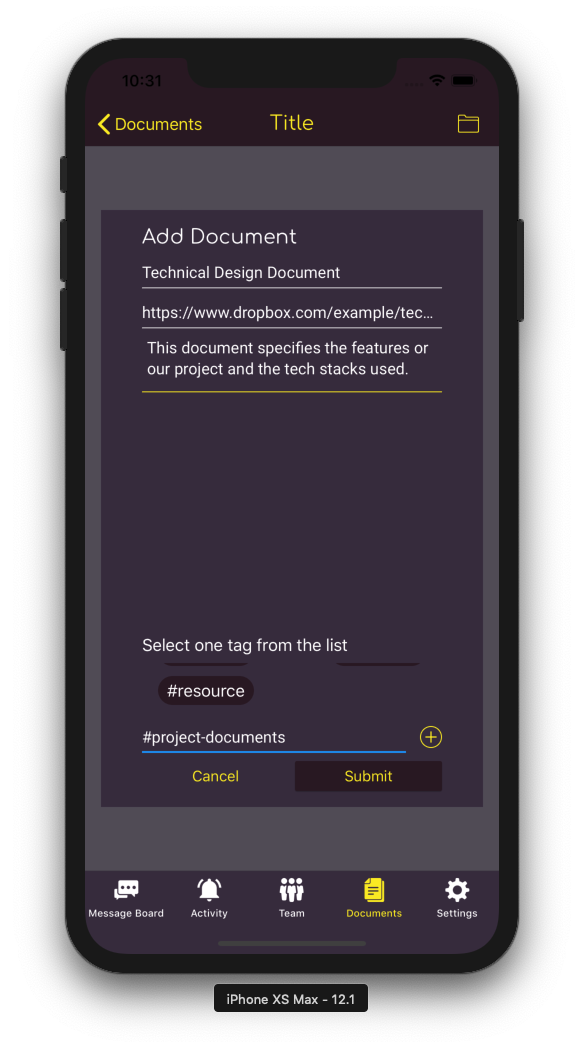 10:31
Documents
Title
Add Document
Technical Design Document
https://www.dropbox.com/example/tec...
This document specifies the features or
our project and the tech stacks used.
Select one tag from the list
#resource
#project-documents
Cancel
Submit
Message Board
Activity
Team
Documents
Settings
iPhone XS Max - 12.1